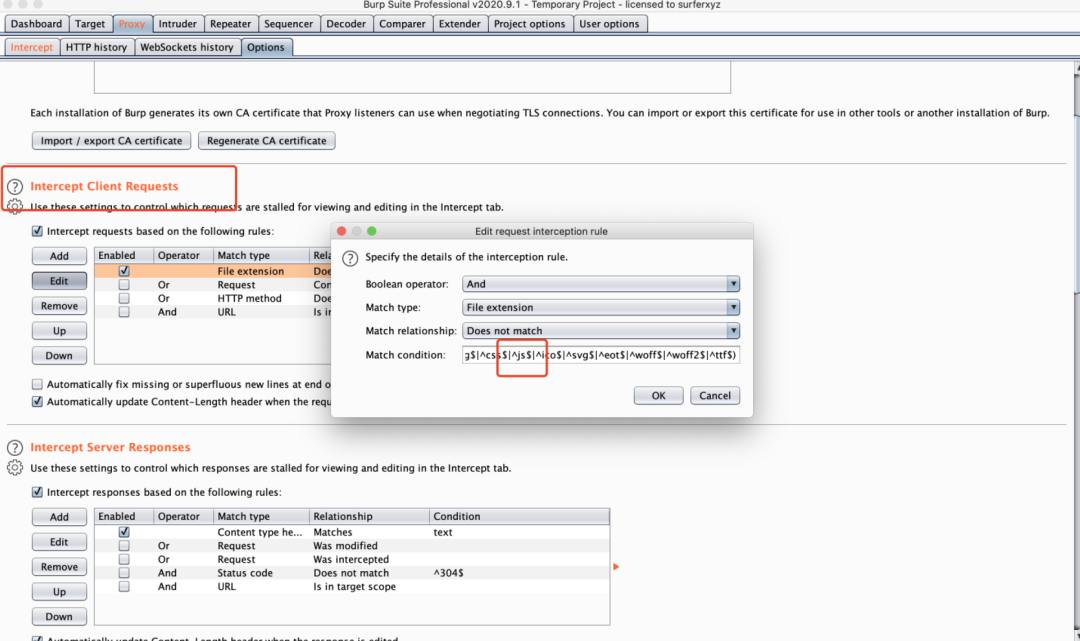 Burp Suite Professional v2020.9.1 - Temporary Project - licensed to surferxyz
Dashboard Target Proxy Intruder Repeater Sequencer Decoder Comparer Extender Project options User options
Intercept HTTP history WebSockets history Options
Each installation of Burp generates its own CA certificate that Proxy listeners can use when negotiating TLS connections. You can import or export this certificate for use in other tools or another installation of Burp.
Import / export CA certificate Regenerate CA certificate
? Intercept Client Requests
Use these settings to control which requests are stalled for viewing and editing in the Intercept tab.
Intercept requests based on the following rules:
Add
Edit
Remove
Up
Down
Enabled Operator Match type Rela
File extension Doe
Or Request Con
Or HTTP method Doe
And URL Is in
Automatically fix missing or superfluous new lines at end o
Automatically update Content-Length header when the requ
Edit request interception rule
? Specify the details of the interception rule.
Boolean operator: And
Match type: File extension
Match relationship: Does not match
Match condition: g$|^css$|^js$|^ico$|^svg$|^eot$|^woff$|^woff2$|^ttf$)
OK Cancel
? Intercept Server Responses
Use these settings to control which responses are stalled for viewing and editing in the Intercept tab.
Intercept responses based on the following rules:
Add
Edit
Remove
Up
Down
Enabled Operator Match type Relationship Condition
Content type he... Matches text
Or Request Was modified
Or Request Was intercepted
And Status code Does not match ^304$
And URL Is in target scope
Automatically update Content-Length header when the response is edited